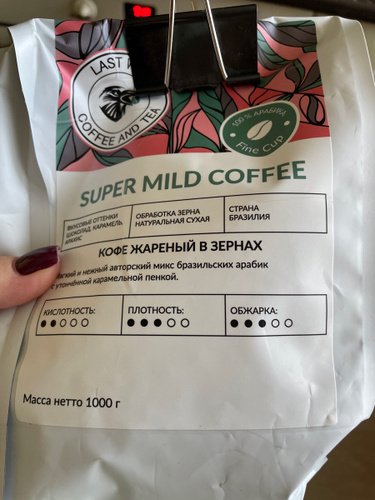 LAST
COFFEE AND TEA
100 % АРАБИКА
Fine Cup
SUPER MILD COFFEE
ВКУСОВЫЕ ОТТЕНКИ
ШОКОЛАД, КАРАМЕЛЬ,
АРАХИС
ОБРАБОТКА ЗЕРНА
НАТУРАЛЬНАЯ СУХАЯ
СТРАНА
БРАЗИЛИЯ
КОФЕ ЖАРЕНЫЙ В ЗЕРНАХ
Мягкий и нежный авторский микс бразильских арабик
с утончённой карамельной пенкой.
КИСЛОТНОСТЬ:
ПЛОТНОСТЬ:
ОБЖАРКА:
Масса нетто 1000 г